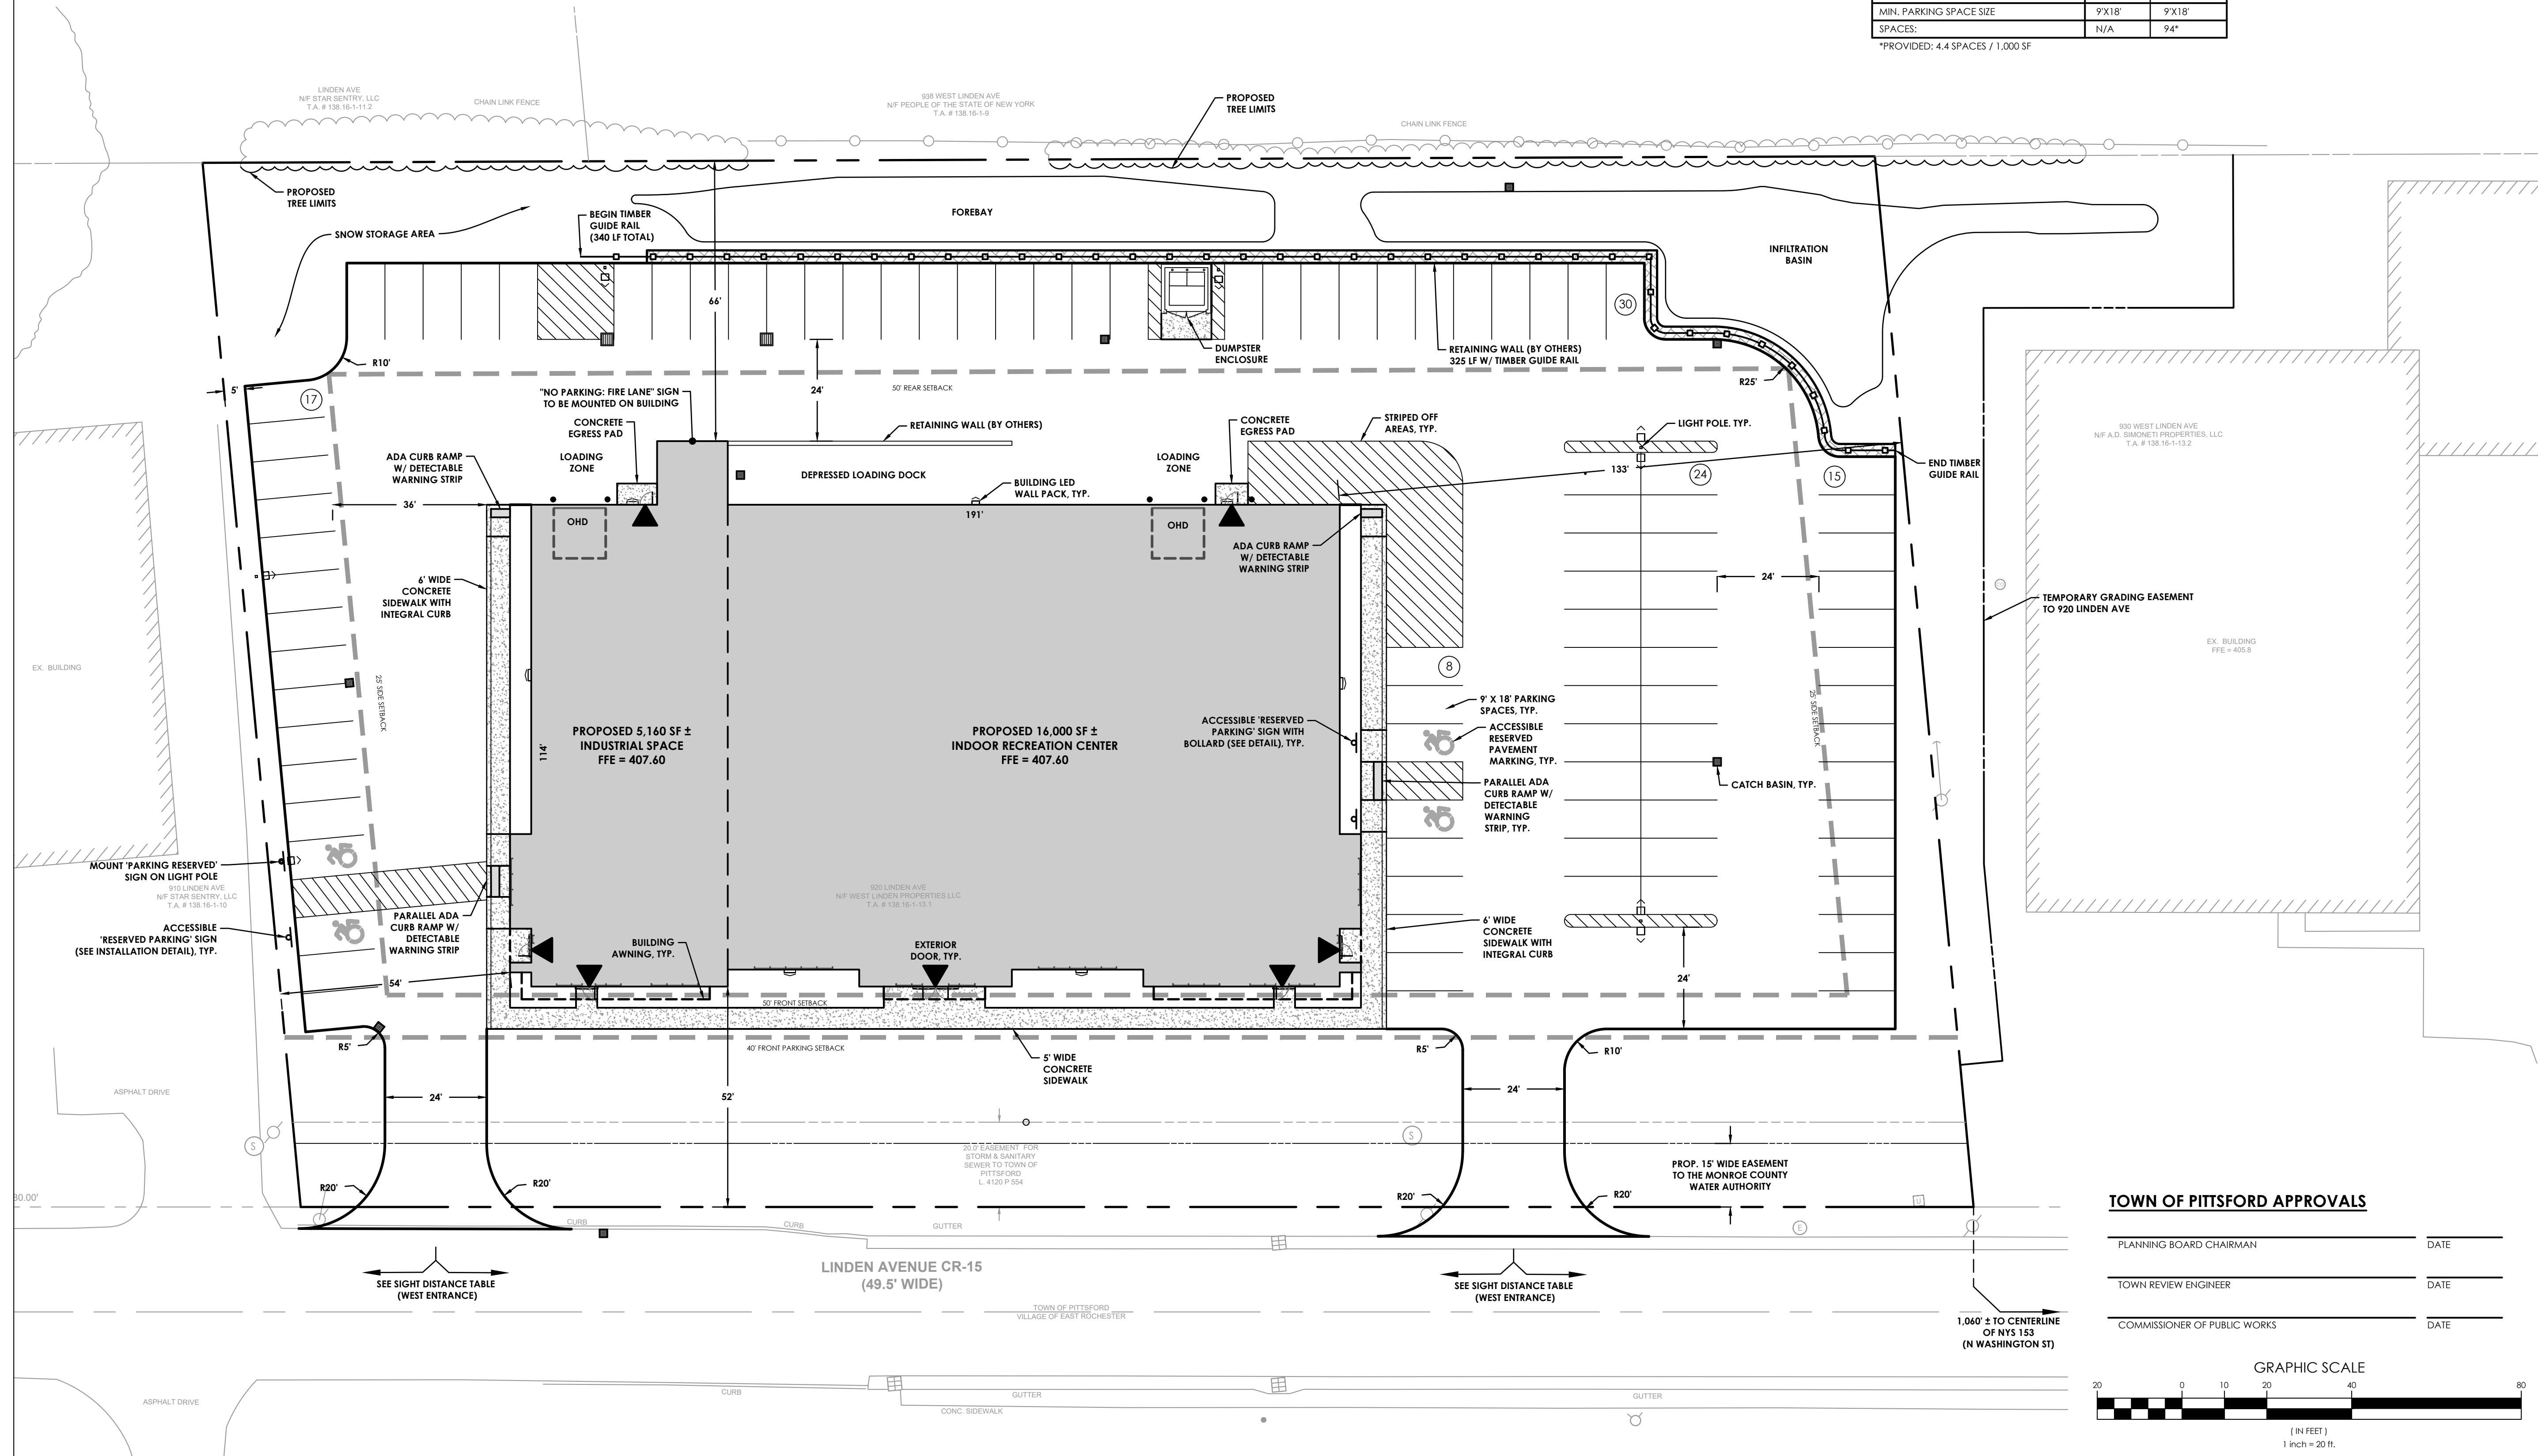 MIN. PARKING SPACE SIZE 9'X18' 9'X18'
SPACES: N/A 94*
*PROVIDED: 4.4 SPACES / 1,000 SF
LINDEN AVE
N/F STAR SENTRY, LLC
T.A. # 138.16-1-11.2
CHAIN LINK FENCE
938 WEST LINDEN AVE
N/F PEOPLE OF THE STATE OF NEW YORK
T.A. # 138.16-1-9
PROPOSED
TREE LIMITS
CHAIN LINK FENCE
PROPOSED
TREE LIMITS
SNOW STORAGE AREA
BEGIN TIMBER
GUIDE RAIL
(340 LF TOTAL)
FOREBAY
INFILTRATION
BASIN
66'
30
R10'
5'
17
DUMPSTER
ENCLOSURE
RETAINING WALL (BY OTHERS)
325 LF W/ TIMBER GUIDE RAIL
R25'
"NO PARKING: FIRE LANE" SIGN
TO BE MOUNTED ON BUILDING
24'
50' REAR SETBACK
CONCRETE
EGRESS PAD
RETAINING WALL (BY OTHERS)
CONCRETE
EGRESS PAD
STRIPED OFF
AREAS, TYP.
LIGHT POLE, TYP.
930 WEST LINDEN AVE
N/F A.D. SIMONETI PROPERTIES, LLC
T.A. # 138.16-1-13.2
ADA CURB RAMP
W/ DETECTABLE
WARNING STRIP
LOADING
ZONE
DEPRESSED LOADING DOCK
LOADING
ZONE
133'
24
15
END TIMBER
GUIDE RAIL
BUILDING LED
WALL PACK, TYP.
36'
191'
OHD
OHD
ADA CURB RAMP
W/ DETECTABLE
WARNING STRIP
24'
6' WIDE
CONCRETE
SIDEWALK WITH
INTEGRAL CURB
TEMPORARY GRADING EASEMENT
TO 920 LINDEN AVE
EX. BUILDING
EX. BUILDING
FFE = 405.8
8
25' SIDE SETBACK
25' SIDE SETBACK
9' X 18' PARKING
SPACES, TYP.
ACCESSIBLE
RESERVED
PAVEMENT
MARKING, TYP.
114'
PROPOSED 5,160 SF ±
INDUSTRIAL SPACE
FFE = 407.60
PROPOSED 16,000 SF ±
INDOOR RECREATION CENTER
FFE = 407.60
ACCESSIBLE 'RESERVED
PARKING' SIGN WITH
BOLLARD (SEE DETAIL), TYP.
PARALLEL ADA
CURB RAMP W/
DETECTABLE
WARNING
STRIP, TYP.
CATCH BASIN, TYP.
MOUNT 'PARKING RESERVED'
SIGN ON LIGHT POLE
910 LINDEN AVE
N/F STAR SENTRY, LLC
T.A. # 138.16-1-10
920 LINDEN AVE
N/F WEST LINDEN PROPERTIES LLC
T.A. # 138.16-1-13.1
PARALLEL ADA
CURB RAMP W/
DETECTABLE
WARNING STRIP
ACCESSIBLE
'RESERVED PARKING' SIGN
(SEE INSTALLATION DETAIL), TYP.
BUILDING
AWNING, TYP.
EXTERIOR
DOOR, TYP.
6' WIDE
CONCRETE
SIDEWALK WITH
INTEGRAL CURB
54'
24'
50' FRONT SETBACK
R5'
40' FRONT PARKING SETBACK
5' WIDE
CONCRETE
SIDEWALK
R5'
R10'
ASPHALT DRIVE
24'
52'
24'
S
S
20.0' EASEMENT FOR
STORM & SANITARY
SEWER TO TOWN OF
PITTSFORD
L. 4120 P 554
PROP. 15' WIDE EASEMENT
TO THE MONROE COUNTY
WATER AUTHORITY
R20'
R20'
R20'
R20'
U
80.00'
CURB
CURB
GUTTER
E
LINDEN AVENUE CR-15
(49.5' WIDE)
SEE SIGHT DISTANCE TABLE
(WEST ENTRANCE)
SEE SIGHT DISTANCE TABLE
(WEST ENTRANCE)
TOWN OF PITTSFORD
VILLAGE OF EAST ROCHESTER
1,060' ± TO CENTERLINE
OF NYS 153
(N WASHINGTON ST)
ASPHALT DRIVE
CURB
GUTTER
GUTTER
CONC. SIDEWALK
TOWN OF PITTSFORD APPROVALS
PLANNING BOARD CHAIRMAN DATE
TOWN REVIEW ENGINEER DATE
COMMISSIONER OF PUBLIC WORKS DATE
GRAPHIC SCALE
20 0 10 20 40 80
( IN FEET )
1 inch = 20 ft.